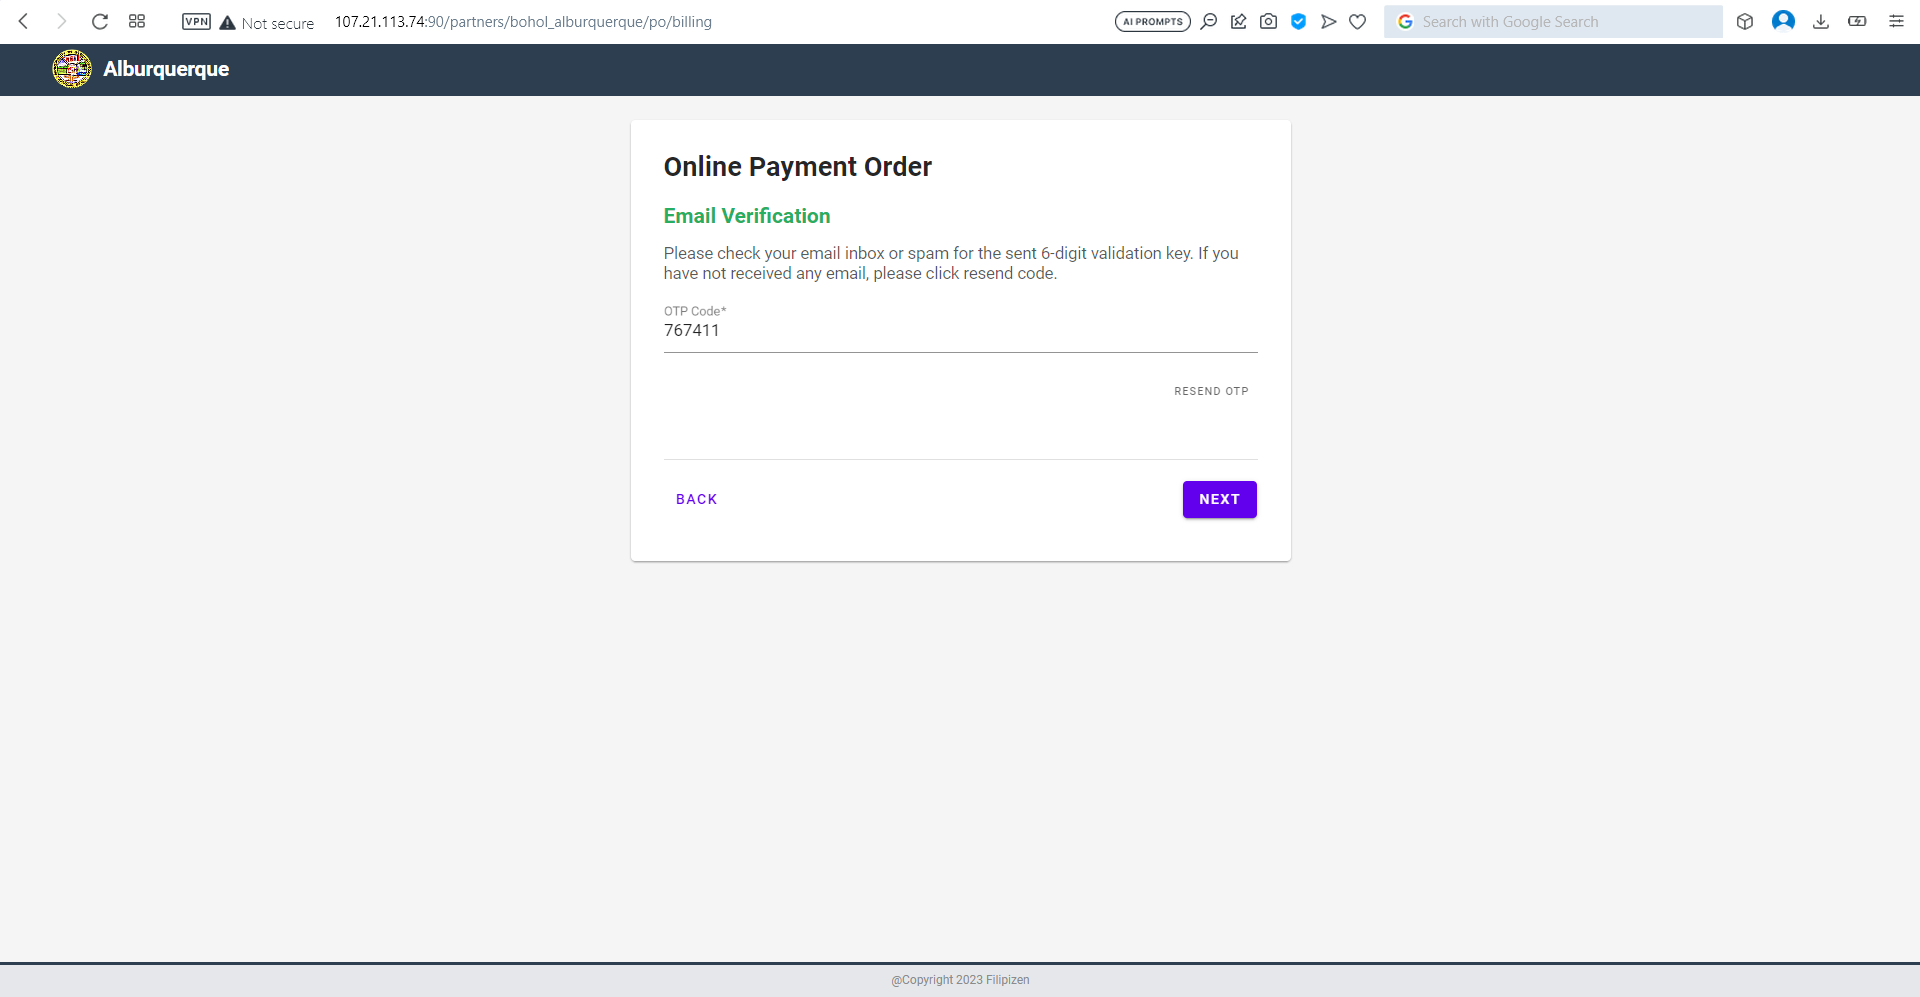 VPN Not secure 107.21.113.74:90/partners/bohol_alburquerque/po/billing AI PROMPTS Search with Google Search
Alburquerque
Online Payment Order
Email Verification
Please check your email inbox or spam for the sent 6-digit validation key. If you
have not received any email, please click resend code.
OTP Code*
767411
RESEND OTP
BACK NEXT
@Copyright 2023 Filipizen